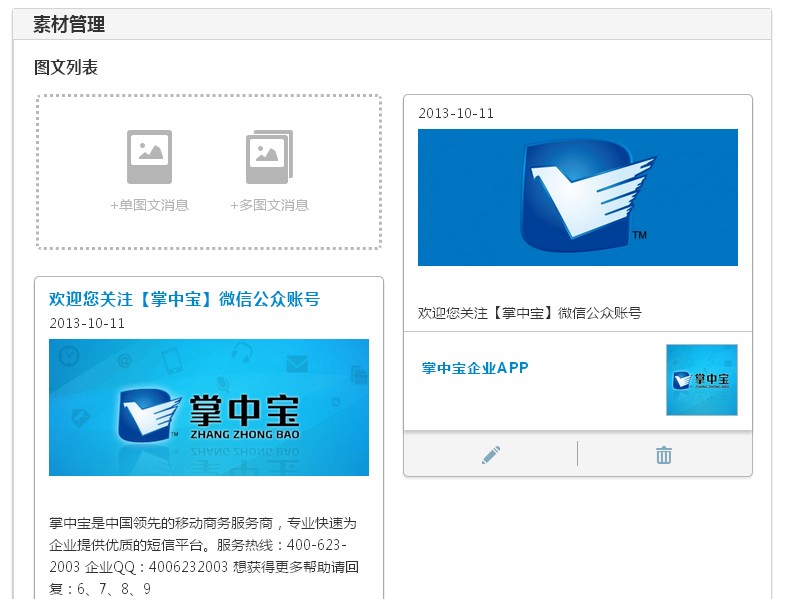 素材管理
图文列表
+单图文消息
+多图文消息
欢迎您关注【掌中宝】微信公众账号
2013-10-11
掌中宝
ZHANG ZHONG BAO
TM
掌中宝是中国领先的移动商务服务商，专业快速为
企业提供优质的短信平台。服务热线：400-623-
2003 企业QQ：4006232003 想获得更多帮助请回
复：6、7、8、9
2013-10-11
TM
欢迎您关注【掌中宝】微信公众账号
掌中宝企业APP
掌中宝